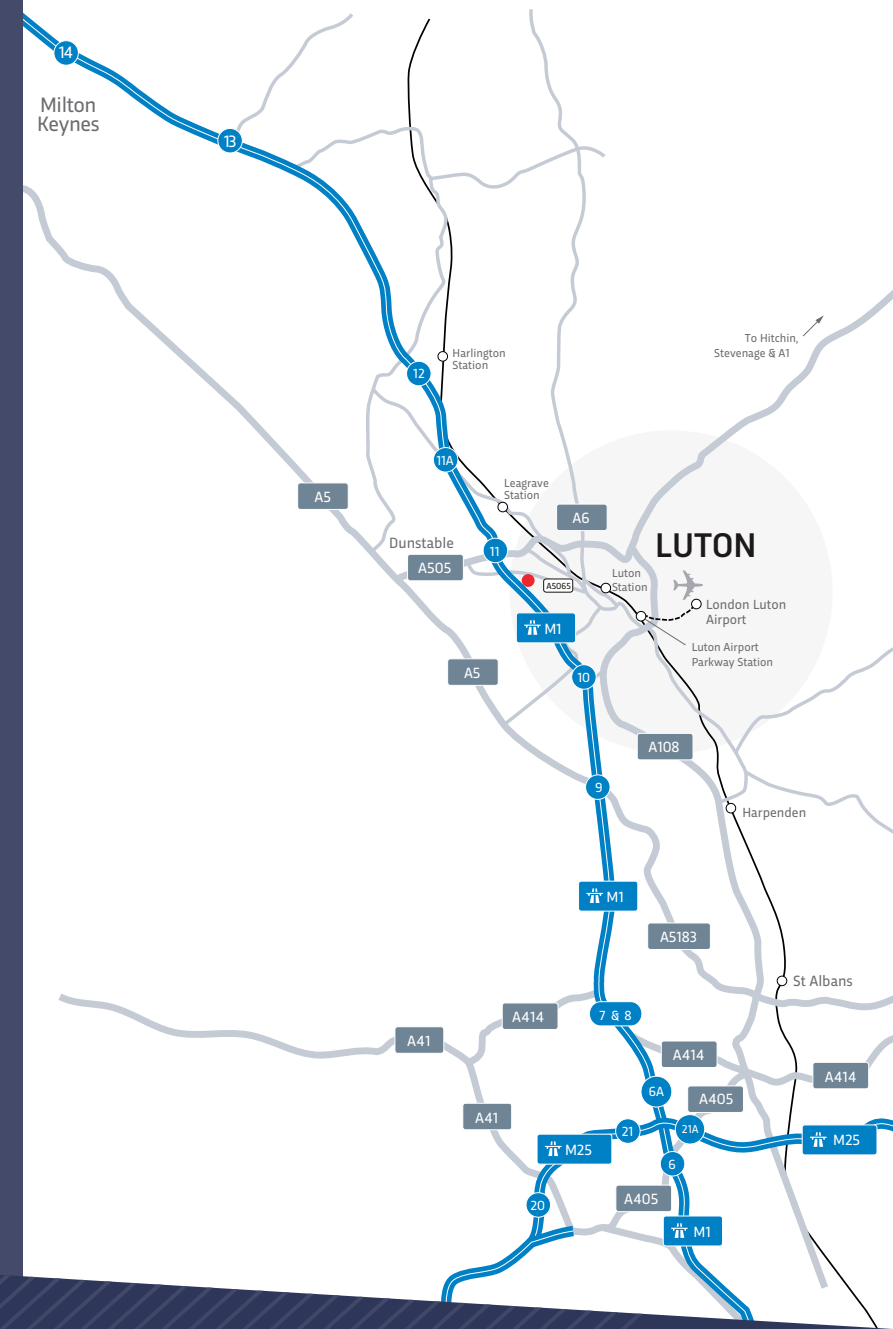 14
Milton
Keynes
13
To Hitchin,
Stevenage & A1
Harlington
Station
12
11A
Leagrave
Station
A5
A6
Dunstable
11
LUTON
A505
Luton
Station
A5065
London Luton
Airport
M1
Luton Airport
Parkway Station
A5
10
A108
9
Harpenden
M1
A5183
St Albans
7 & 8
A414
A41
A414
A414
6A
A405
A41
21
21A
M25
M25
6
A405
20
M1